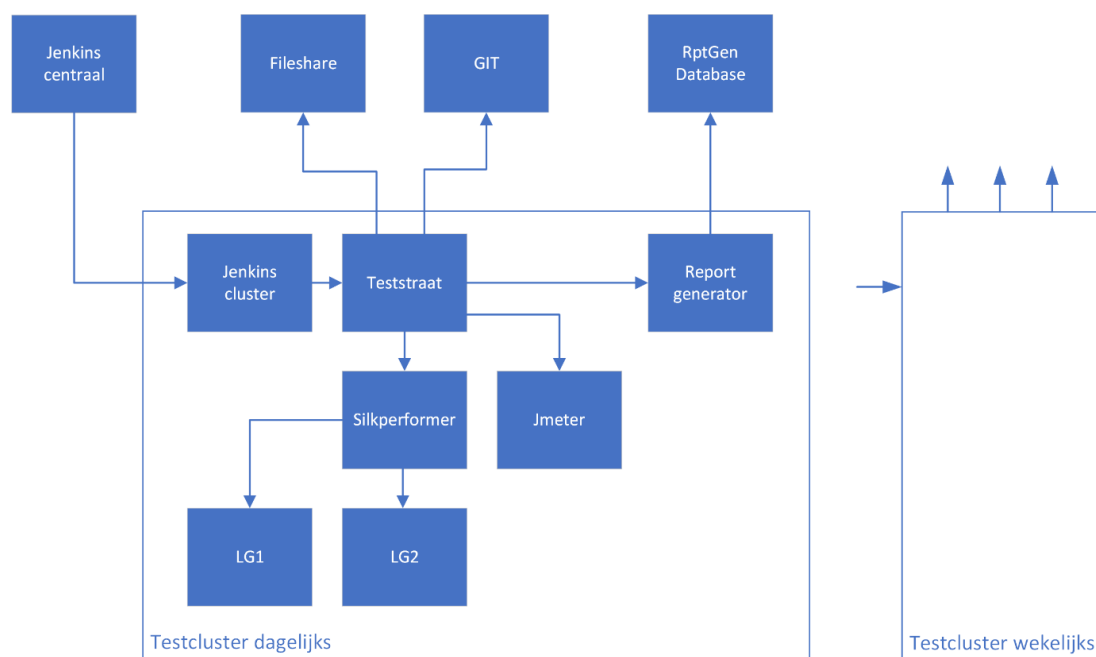 Jenkins
centraal
Fileshare
GIT
RptGen
Database
Jenkins
cluster
Teststraat
Report
generator
Silkperformer
Jmeter
LG1
LG2
Testcluster dagelijks
Testcluster wekelijks